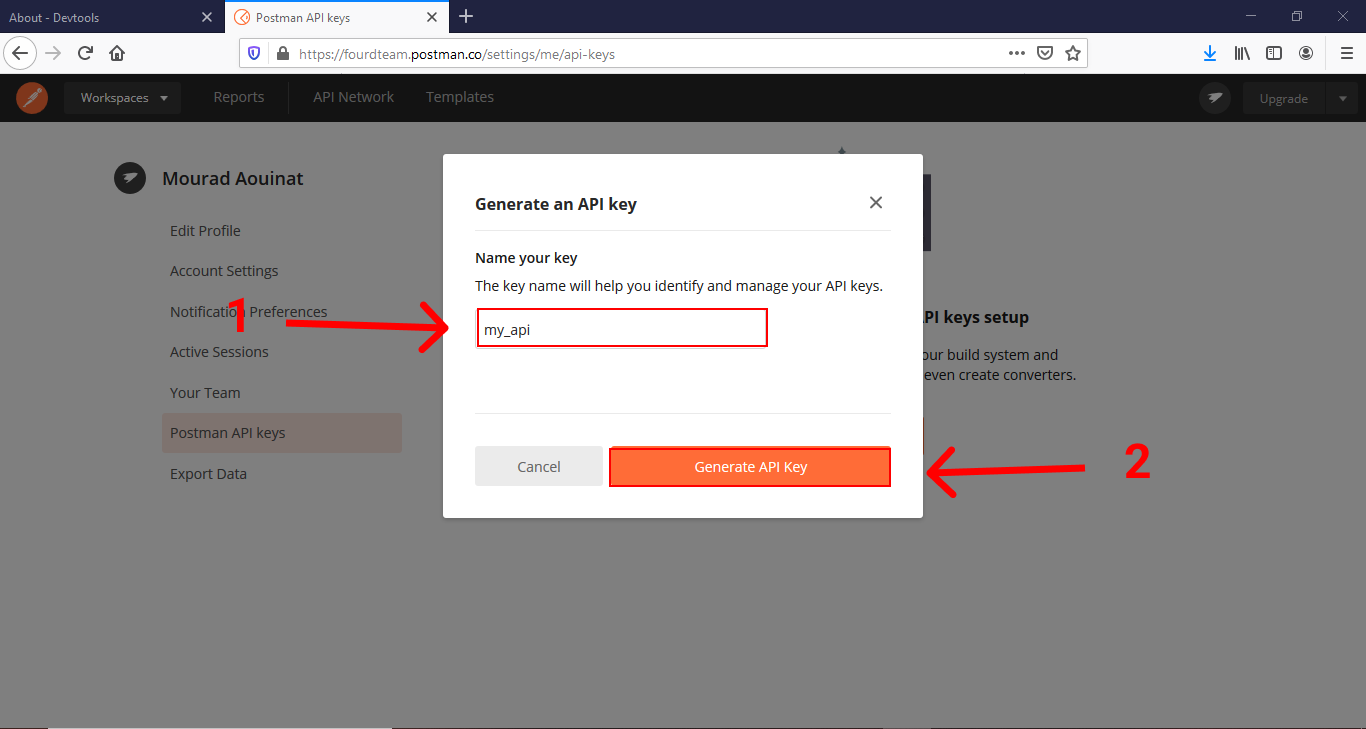 About - Devtools
Postman API keys
https://fourdteam.postman.co/settings/me/api-keys
Workspaces Reports API Network Templates Upgrade
Mourad Aouinat
Edit Profile
Account Settings
Notification Preferences
Active Sessions
Your Team
Postman API keys
Export Data
Generate an API key
Name your key
The key name will help you identify and manage your API keys.
1
my_api
Cancel
Generate API Key
2
PI keys setup
our build system and
even create converters.